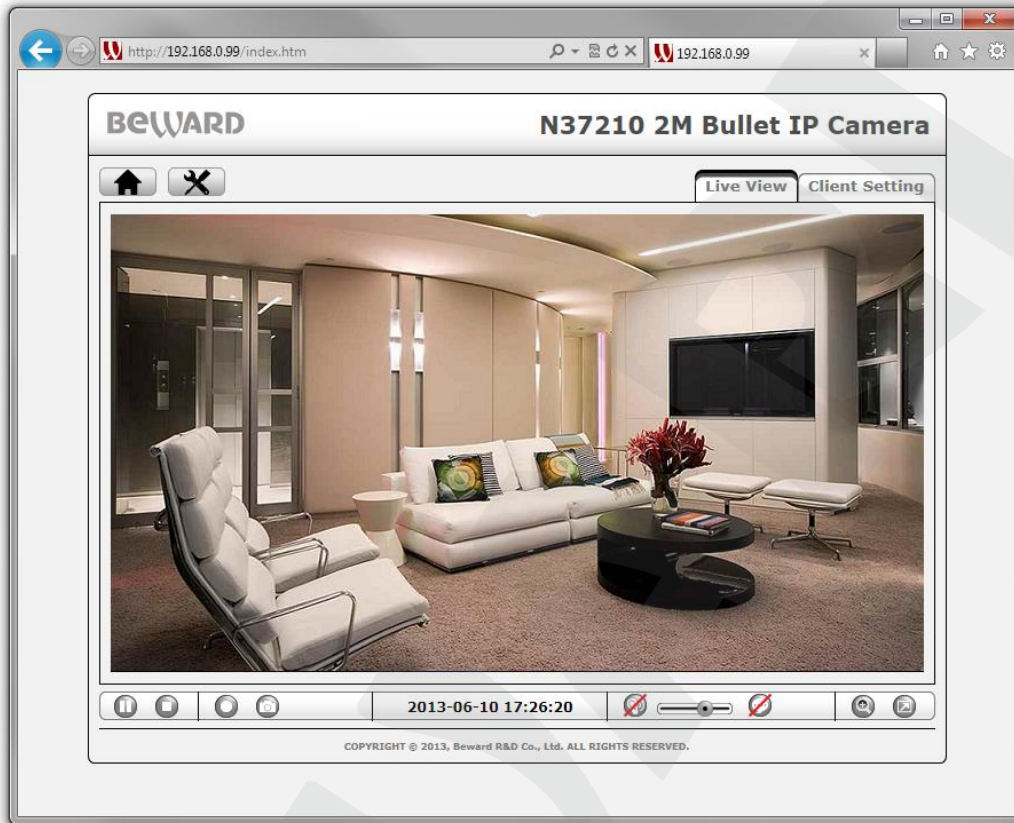 http://192.168.0.99/index.htm
192.168.0.99
BEWARD
N37210 2M Bullet IP Camera
Live View
Client Setting
2013-06-10 17:26:20
COPYRIGHT © 2013, Beward R&D Co., Ltd. ALL RIGHTS RESERVED.